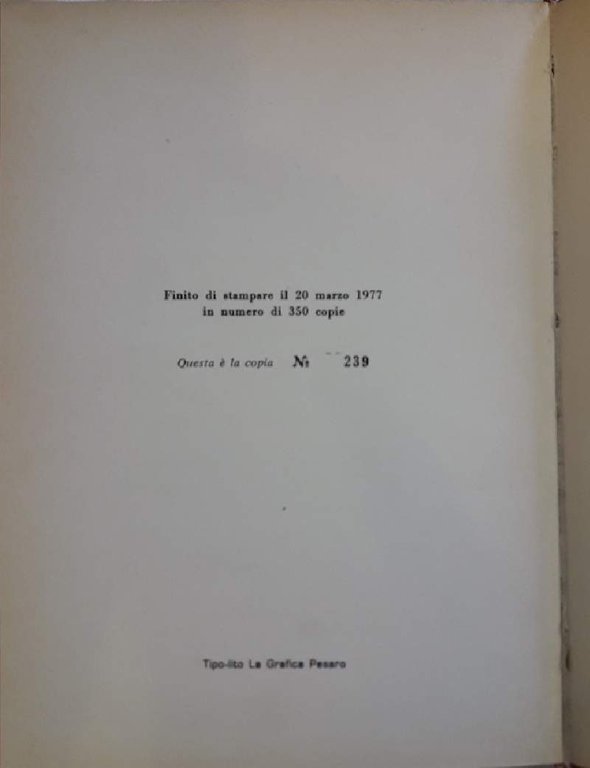 Finito di stampare il 20 marzo 1977
in numero di 350 copie
Questa è la copia № 239
Tipo-lito La Grafica Pesaro